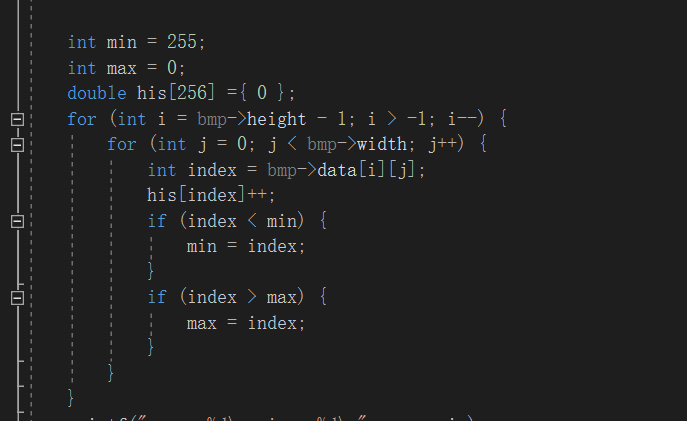 int min = 255;
int max = 0;
double his[256] ={ 0 };
for (int i = bmp->height - 1; i > -1; i--) {
for (int j = 0; j < bmp->width; j++) {
int index = bmp->data[i][j];
his[index]++;
if (index < min) {
min = index;
}
if (index > max) {
max = index;
}
}
}